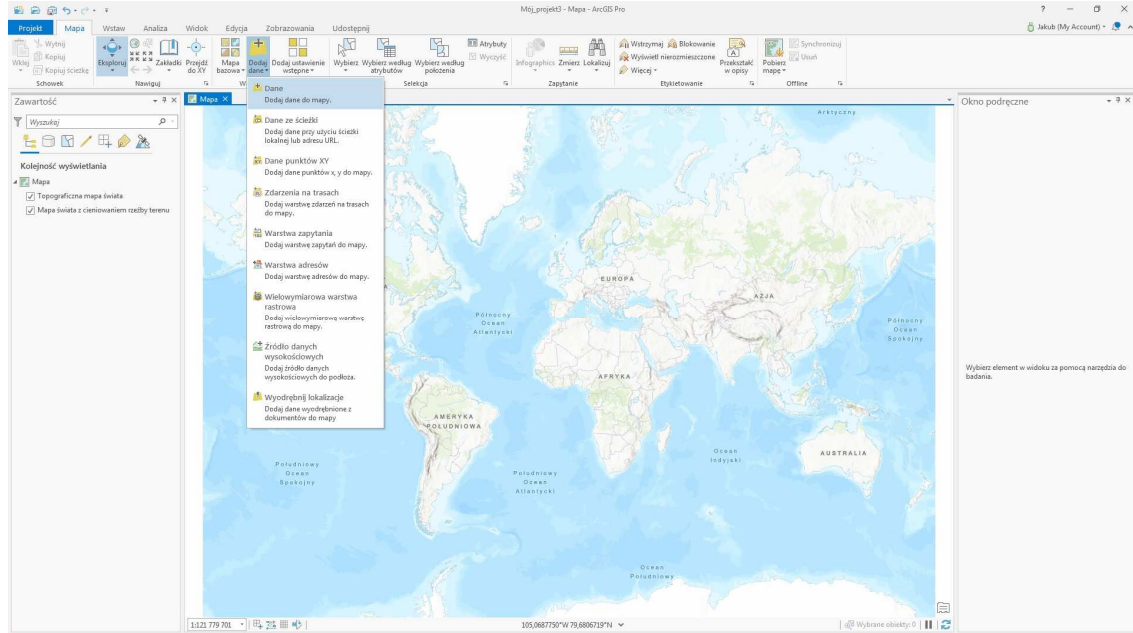 Mój_projekt3 - Mapa - ArcGIS Pro
Projekt Mapa Wstaw Analiza Widok Edycja Zobrazowania Udostępnij
Jakub (My Account)
Wklej
Wytnij
Kopiuj
Kopiuj ścieżkę
Schowek
Eksploruj
Zakładki
Przejdź
do XY
Nawiguj
Mapa
bazowa
Dodaj
dane
Dodaj ustawienie
wstępne
Wybierz
Wybierz według
atrybutów
Wybierz według
położenia
Atrybuty
Wyczyść
Selekcja
Infographics
Zmierz
Lokalizuj
Zapytanie
Wstrzymaj
Blokowanie
Wyświetl nierozmieszczone
Więcej
Przekształć
w opisy
Etykietowanie
Pobierz
mapę
Synchronizuj
Usuń
Offline
Zawartość
Wyszukaj
Kolejność wyświetlania
Mapa
Topograficzna mapa świata
Mapa świata z cieniowaniem rzeźby terenu
Mapa
Dane
Dodaj dane do mapy.
Dane ze ścieżki
Dodaj dane przy użyciu ścieżki
lokalnej lub adresu URL.
Dane punktów XY
Dodaj dane punktów x, y do mapy.
Zdarzenia na trasach
Dodaj warstwę zdarzeń na trasach
do mapy.
Warstwa zapytania
Dodaj warstwę zapytań do mapy.
Warstwa adresów
Dodaj warstwę adresów do mapy.
Wielowymiarowa warstwa
rastrowa
Dodaj wielowymiarową warstwę
rastrową do mapy.
Źródło danych
wysokościowych
Dodaj źródło danych
wysokościowych do podłoża.
Wyodrębnij lokalizacje
Dodaj dane wyodrębnione z
dokumentów do mapy
Arktyczny
EUROPA
AZJA
Północny
Ocean
Atlantycki
Północny
Ocean
Spokojny
AFRYKA
AMERYKA
POŁUDNIOWA
Ocean
Indyjski
AUSTRALIA
Południowy
Ocean
Spokojny
Południowy
Ocean
Atlantycki
Ocean
Południowy
Okno podręczne
Wybierz element w widoku za pomocą narzędzia do
badania.
1:121 779 701
105,0687750°W 79,6806719°N
Wybrane obiekty: 0